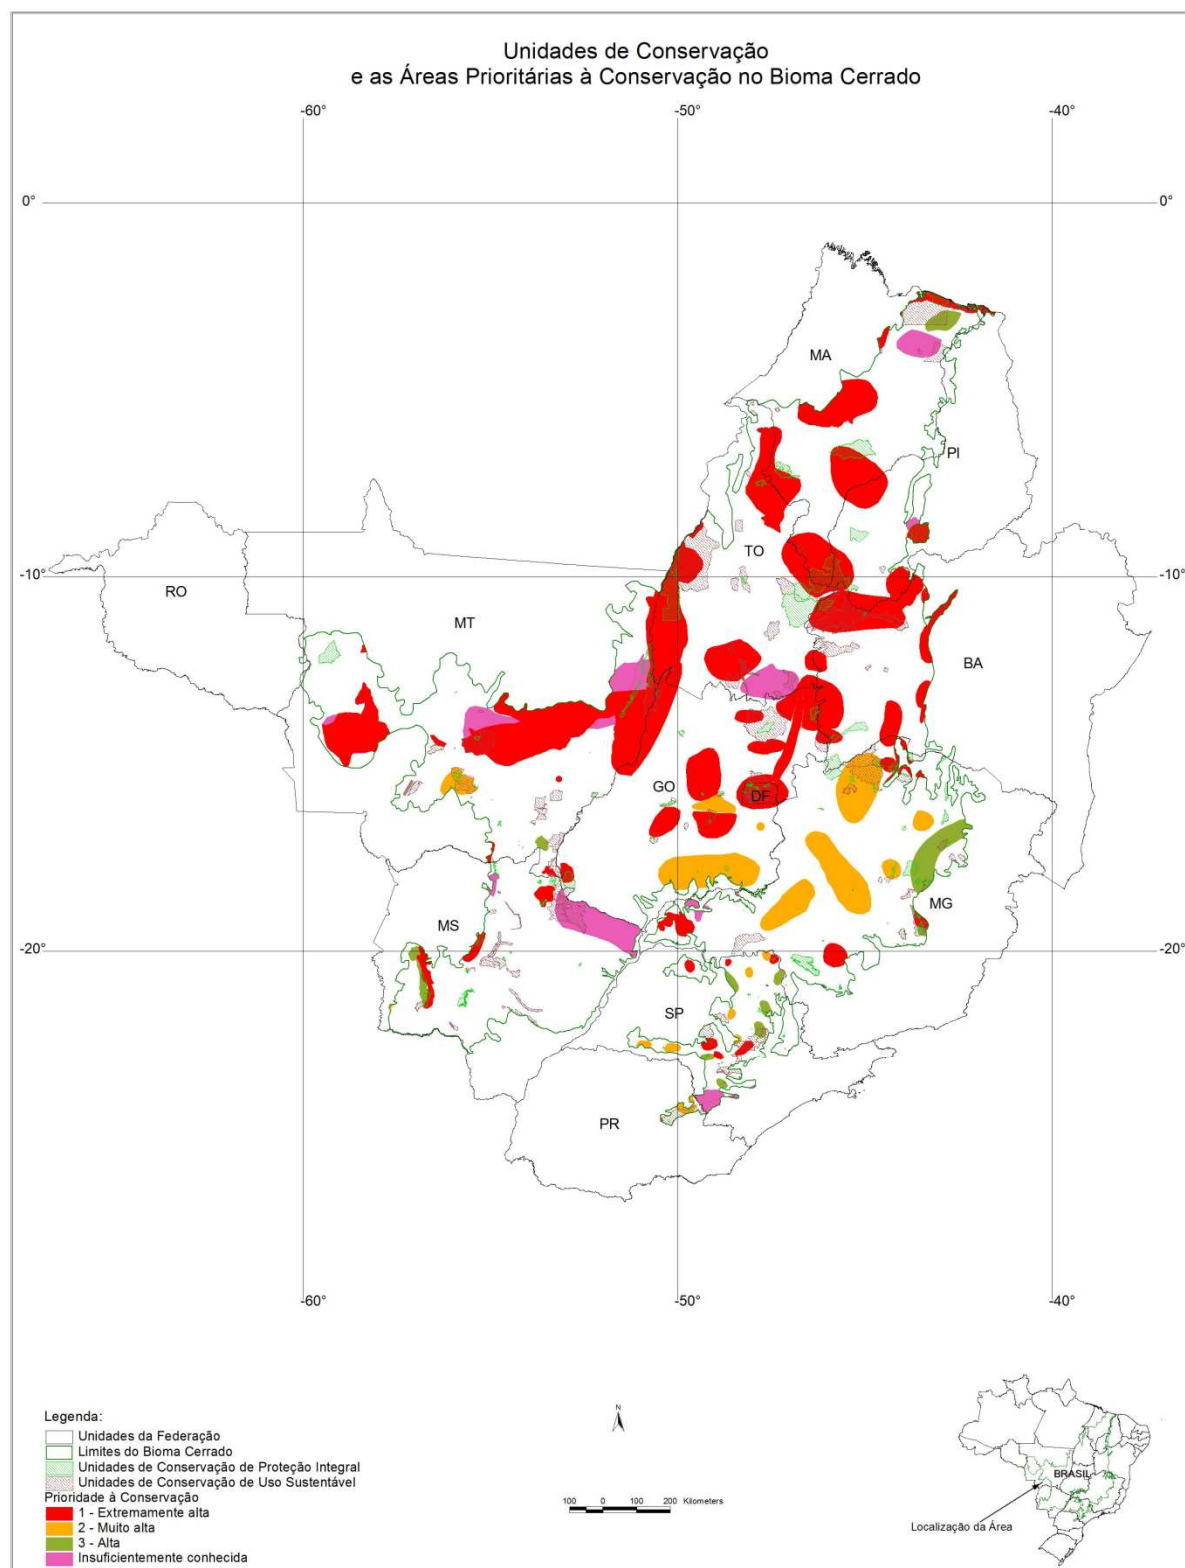 Unidades de Conservação
e as Áreas Prioritárias à Conservação no Bioma Cerrado
-60°
-50°
-40°
0°
0°
MA
PI
TO
-10°
-10°
RO
MT
BA
GO
DF
MG
MS
-20°
-20°
SP
PR
-60°
-50°
-40°
Legenda:
Unidades da Federação
Limites do Bioma Cerrado
Unidades de Conservação de Proteção Integral
Unidades de Conservação de Uso Sustentável
Prioridade à Conservação
1 - Extremamente alta
2 - Muito alta
3 - Alta
Insuficientemente conhecida
N
100 0 100 200 Kilometers
BRASIL
Localização da Área